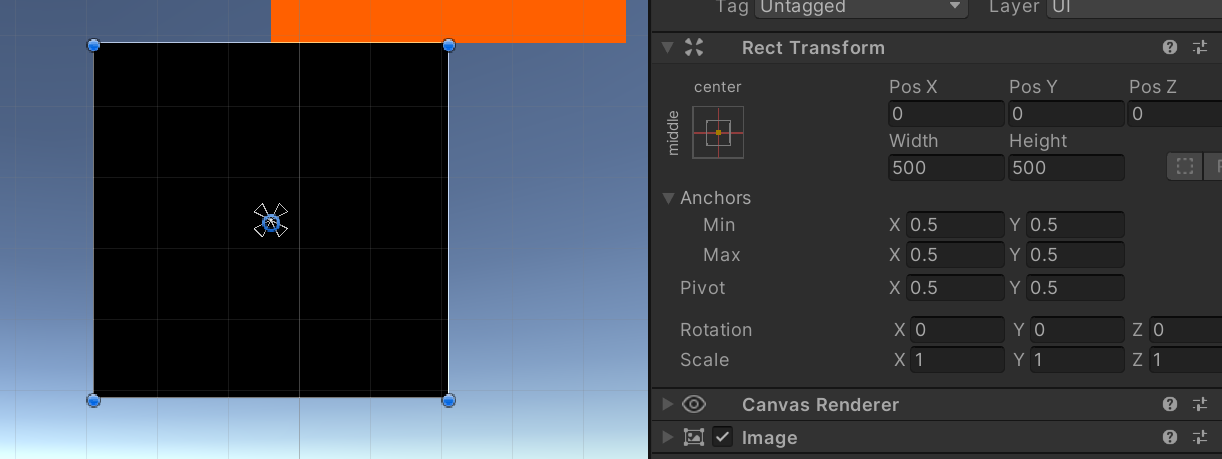 Tag Untagged Layer UI
Rect Transform
center
middle
Pos X Pos Y Pos Z
0 0 0
Width Height
500 500
Anchors
Min X 0.5 Y 0.5
Max X 0.5 Y 0.5
Pivot X 0.5 Y 0.5
Rotation X 0 Y 0 Z 0
Scale X 1 Y 1 Z 1
Canvas Renderer
Image